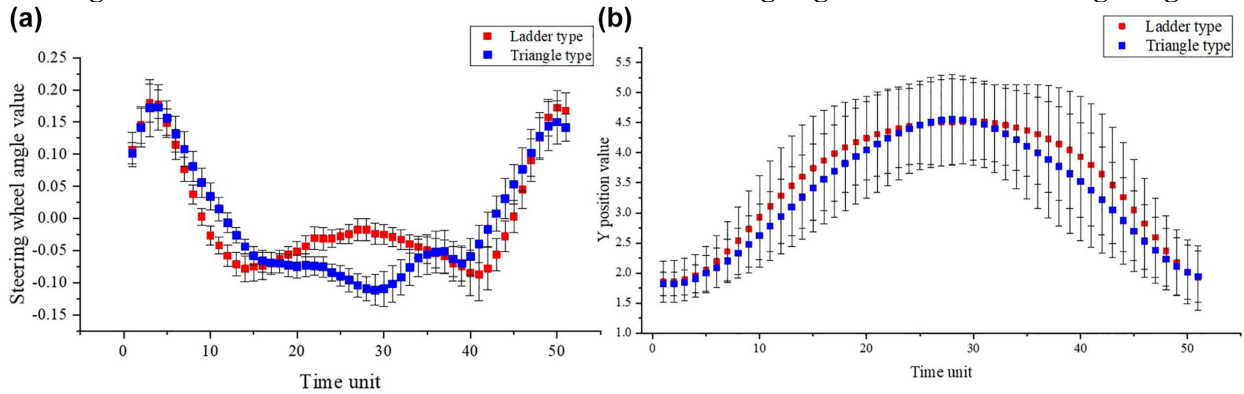 (a)
Ladder type
Triangle type
0.25
0.20
0.15
0.10
0.05
0.00
-0.05
-0.10
-0.15
Steering wheel angle value
0 10 20 30 40 50
Time unit
(b)
Ladder type
Triangle type
5.5
5.0
4.5
4.0
3.5
3.0
2.5
2.0
1.5
1.0
Y position value
0 10 20 30 40 50
Time unit